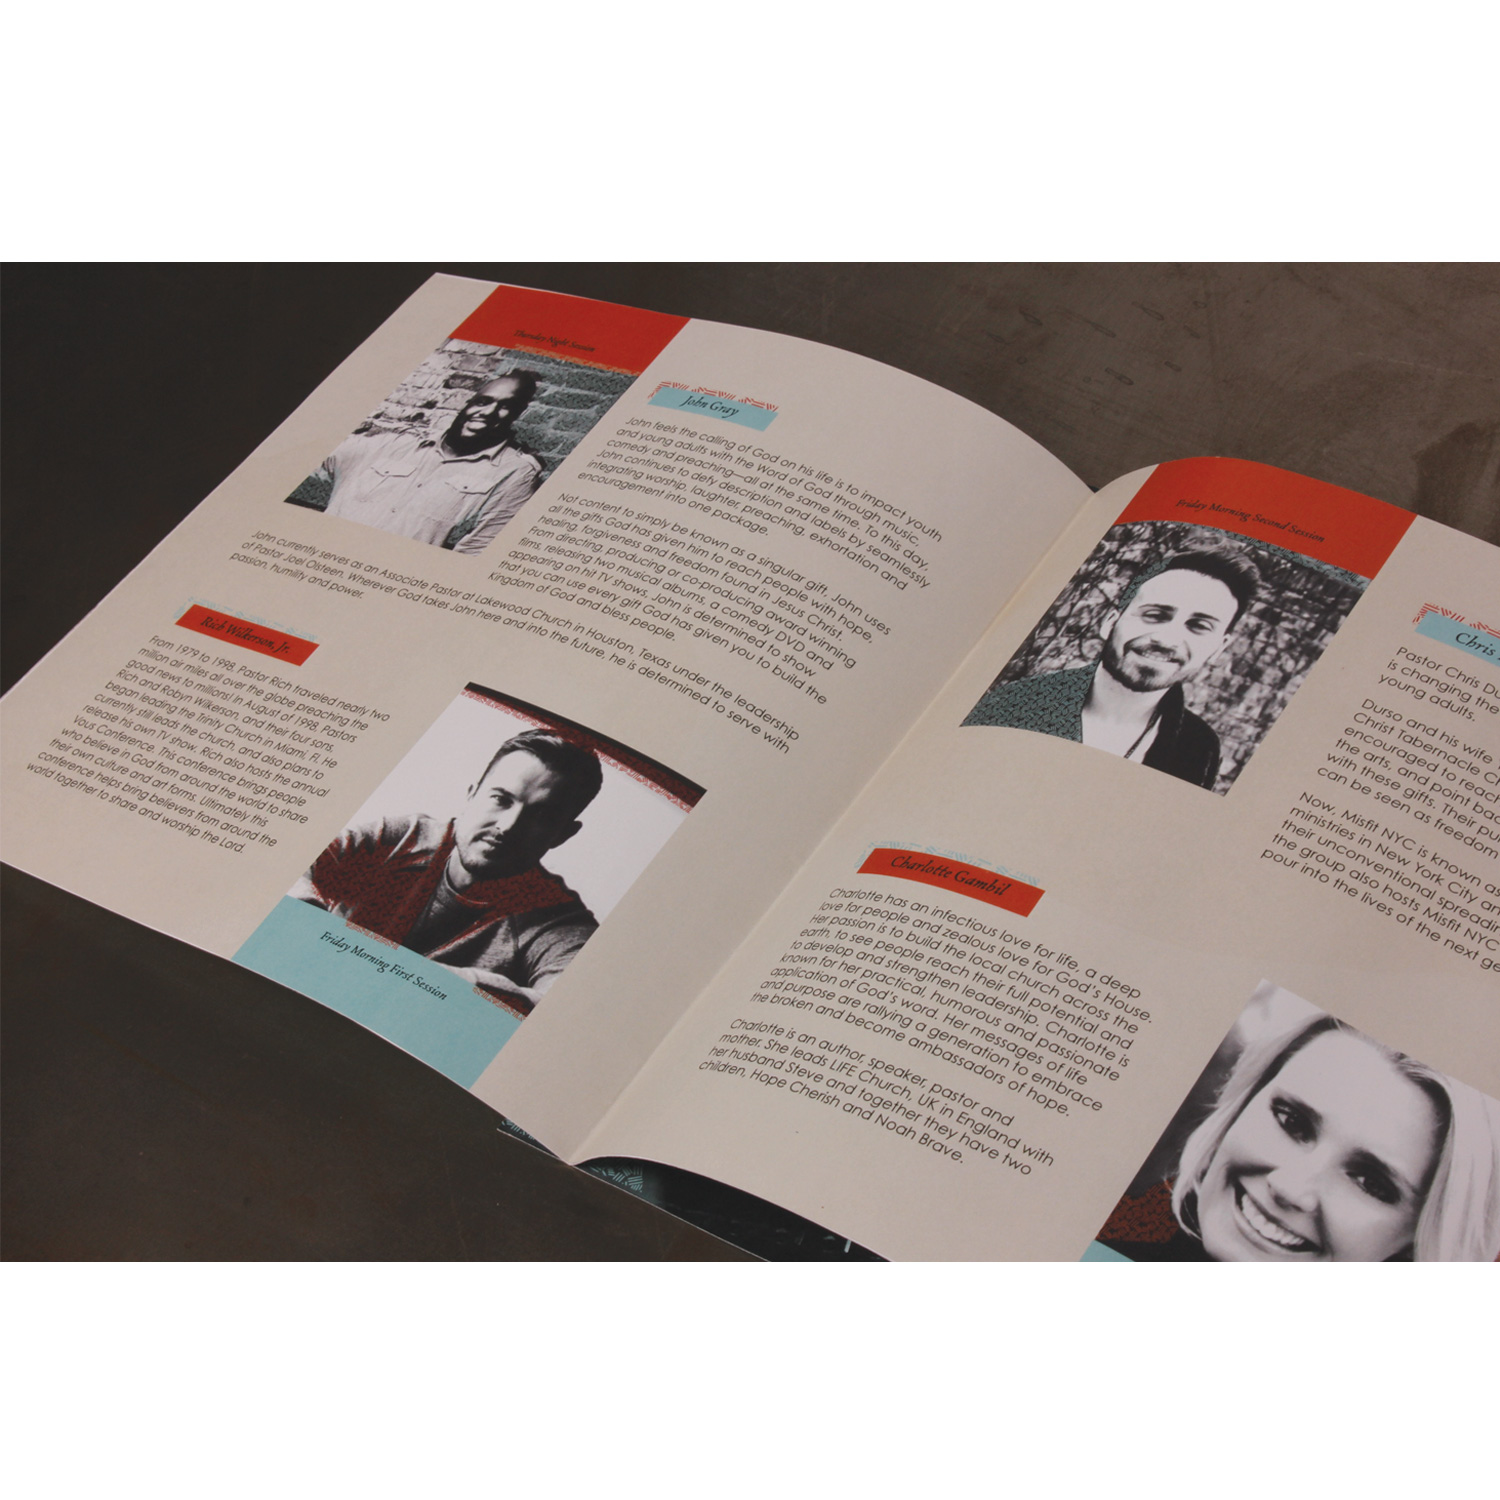 Thursday Night Session
John Gray
John feels the calling of God on his life is to impact youth
and young adults with the Word of God through music,
comedy and preaching—all at the same time. To this day,
John continues to defy description and labels by seamlessly
integrating worship, laughter, preaching, exhortation and
encouragement into one package.
Not content to simply be known as a singular gift, John uses
all the gifts God has given him to reach people with hope,
healing, forgiveness and freedom found in Jesus Christ.
From directing, producing or co-producing award winning
films, releasing two musical albums, a comedy DVD and
appearing on hit TV shows, John is determined to show
that you can use every gift God has given you to build the
Kingdom of God and bless people.
John currently serves as an Associate Pastor at Lakewood Church in Houston, Texas under the leadership
of Pastor Joel Olsteen. Wherever God takes John here and into the future, he is determined to serve with
passion, humility and power.
Rich Wilkerson, Jr.
From 1979 to 1998, Pastor Rich traveled nearly two
million air miles all over the globe preaching the
good news to millions! In August of 1998, Pastors
Rich and Robyn Wilkerson, and their four sons,
began leading the Trinity Church in Miami, Fl. He
currently still leads the church, and also plans to
release his own TV show. Rich also hosts the annual
Vous Conference. This conference brings people
who believe in God from around the world to share
their own culture and art forms. Ultimately this
conference helps bring believers from around the
world together to share and worship the Lord.
Friday Morning First Session
Friday Morning Second Session
Chris
Pastor Chris Du
is changing the
young adults.
Durso and his wife
Christ Tabernacle C
encouraged to reach
the arts, and point bac
with these gifts. Their pu
can be seen as freedom
Now, Misfit NYC is known as
ministries in New York City an
their unconventional spreadin
the group also hosts Misfit NYC
pour into the lives of the next ge
Charlotte Gambil
Charlotte has an infectious love for life, a deep
love for people and zealous love for God's House.
Her passion is to build the local church across the
earth, to see people reach their full potential and
to develop and strengthen leadership. Charlotte is
known for her practical, humorous and passionate
application of God's word. Her messages of life
and purpose are rallying a generation to embrace
the broken and become ambassadors of hope.
Charlotte is an author, speaker, pastor and
mother. She leads LIFE Church, UK in England with
her husband Steve and together they have two
children, Hope Cherish and Noah Brave.